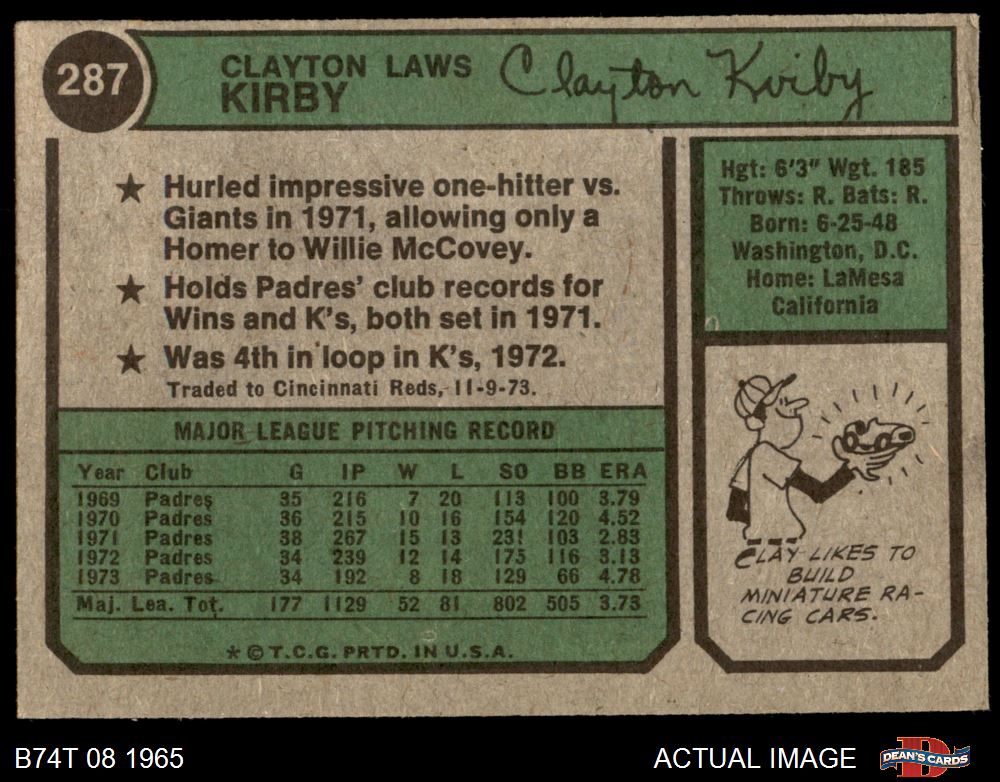 287
CLAYTON LAWS
KIRBY
Clayton Kirby
★ Hurled impressive one-hitter vs.
Giants in 1971, allowing only a
Homer to Willie McCovey.
★ Holds Padres' club records for
Wins and K's, both set in 1971.
★ Was 4th in loop in K's, 1972.
Traded to Cincinnati Reds, 11-9-73.
Hgt: 6'3" Wgt. 185
Throws: R. Bats: R.
Born: 6-25-48
Washington, D.C.
Home: LaMesa
California
MAJOR LEAGUE PITCHING RECORD
Year Club G IP W L SO BB ERA
1969 Padres 35 216 7 20 113 100 3.79
1970 Padres 36 215 10 16 154 120 4.52
1971 Padres 38 267 15 13 231 103 2.83
1972 Padres 34 239 12 14 175 116 3.13
1973 Padres 34 192 8 18 129 66 4.78
Maj. Lea. Tot. 177 1129 52 81 802 505 3.73
* © T.C.G. PRTD. IN U.S.A.
CLAY LIKES TO
BUILD
MINIATURE RA-
CING CARS.
B74T 08 1965
ACTUAL IMAGE
DEAN'S CARDS